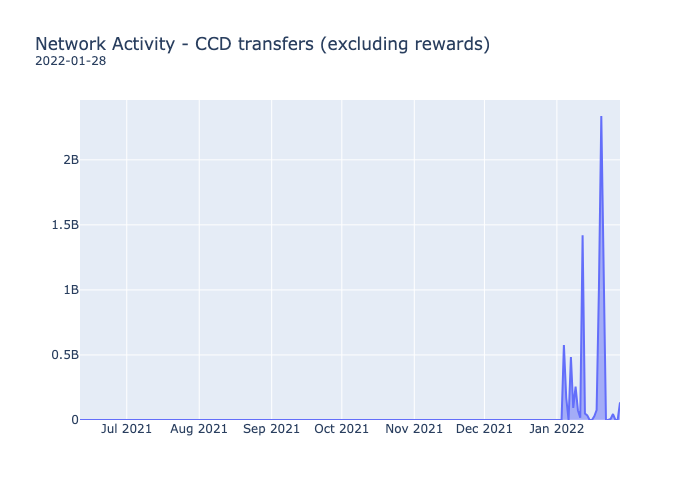 Network Activity - CCD transfers (excluding rewards)
2022-01-28
2B
1.5B
1B
0.5B
0
Jul 2021 Aug 2021 Sep 2021 Oct 2021 Nov 2021 Dec 2021 Jan 2022